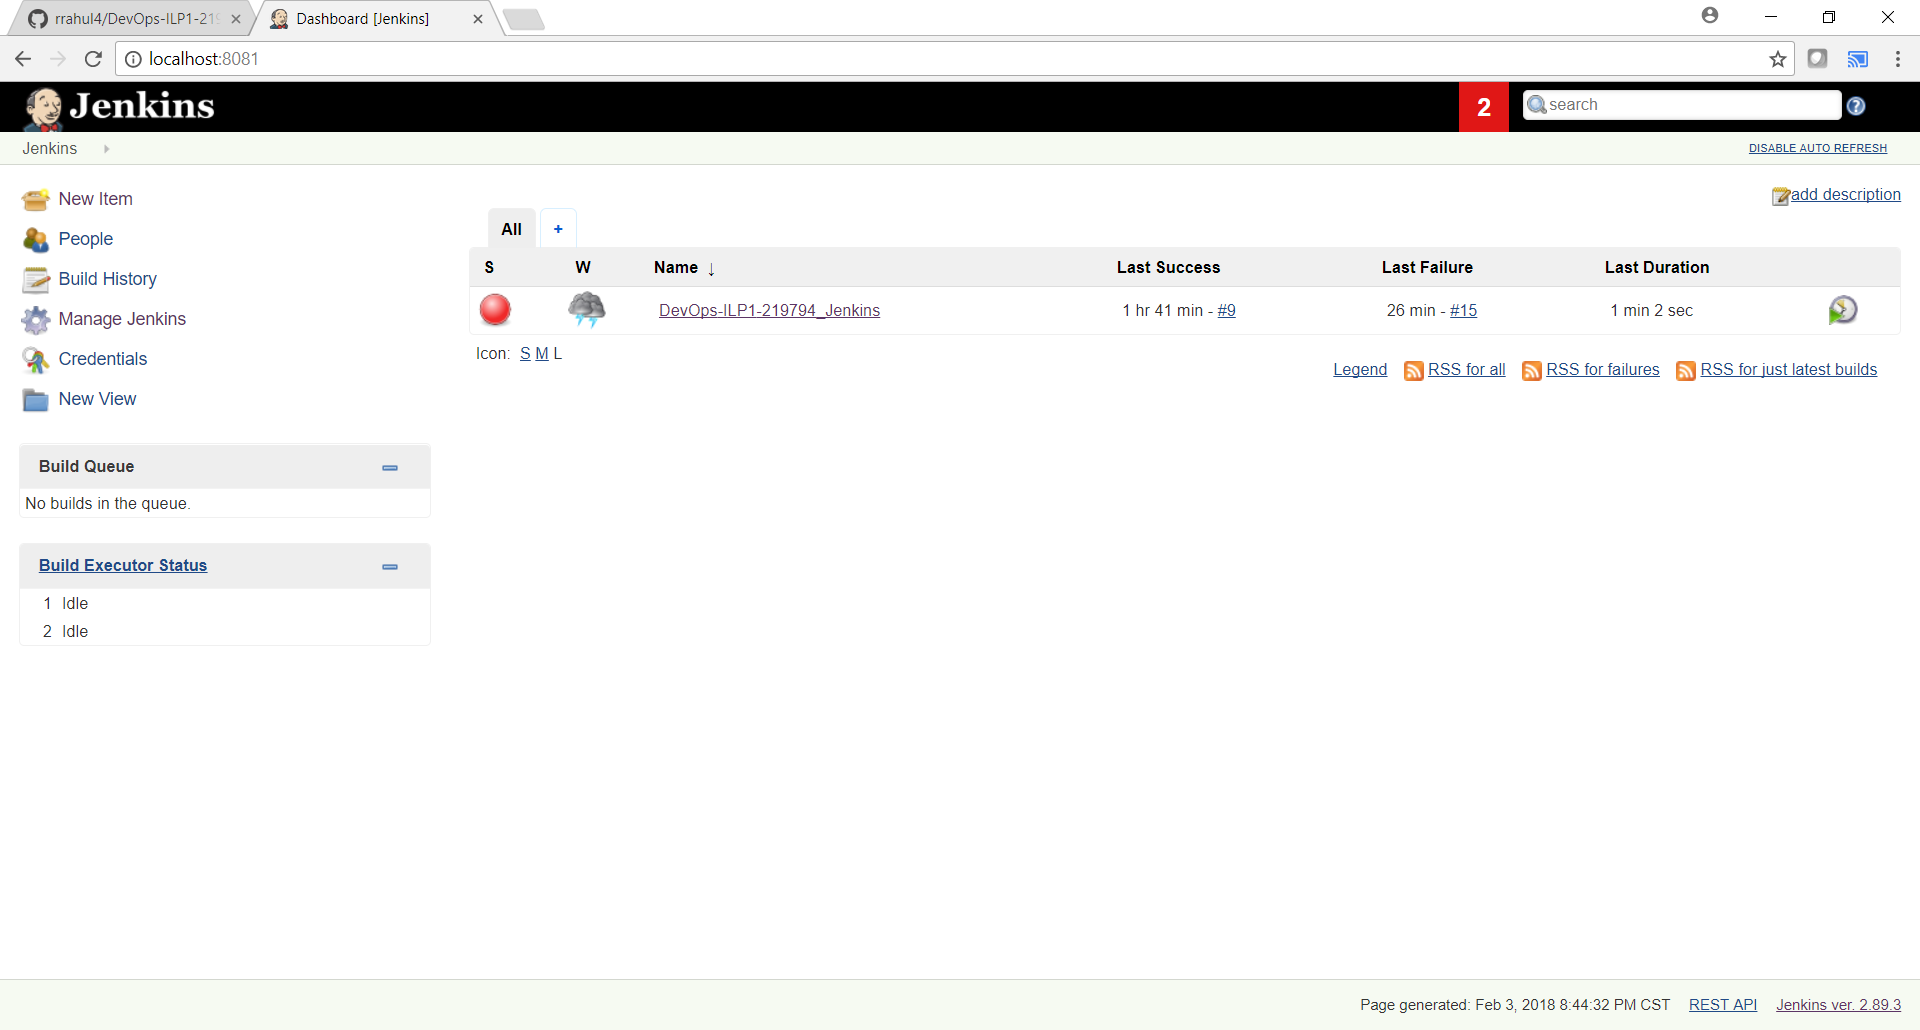 rrahul4/DevOps-ILP1-219
Dashboard [Jenkins]
localhost:8081
Jenkins
2
search
Jenkins
DISABLE AUTO REFRESH
New Item
People
Build History
Manage Jenkins
Credentials
New View
Build Queue
No builds in the queue.
Build Executor Status
1 Idle
2 Idle
add description
All +
S W Name ↓ Last Success Last Failure Last Duration
DevOps-ILP1-219794_Jenkins 1 hr 41 min - #9 26 min - #15 1 min 2 sec
Icon: S M L
Legend RSS for all RSS for failures RSS for just latest builds
Page generated: Feb 3, 2018 8:44:32 PM CST REST API Jenkins ver. 2.89.3